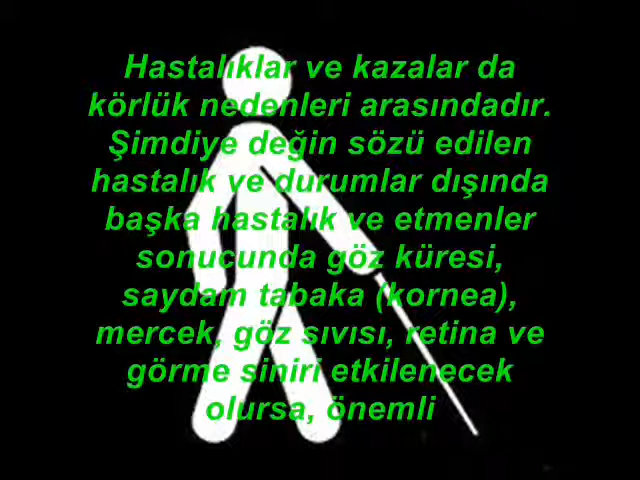 Hastalıklar ve kazalar da
körlük nedenleri arasındadır.
Şimdiye değin sözü edilen
hastalık ve durumlar dışında
başka hastalık ve etmenler
sonucunda göz küresi,
saydam tabaka (kornea),
mercek, göz sıvısı, retina ve
görme siniri etkilenecek
olursa, önemli